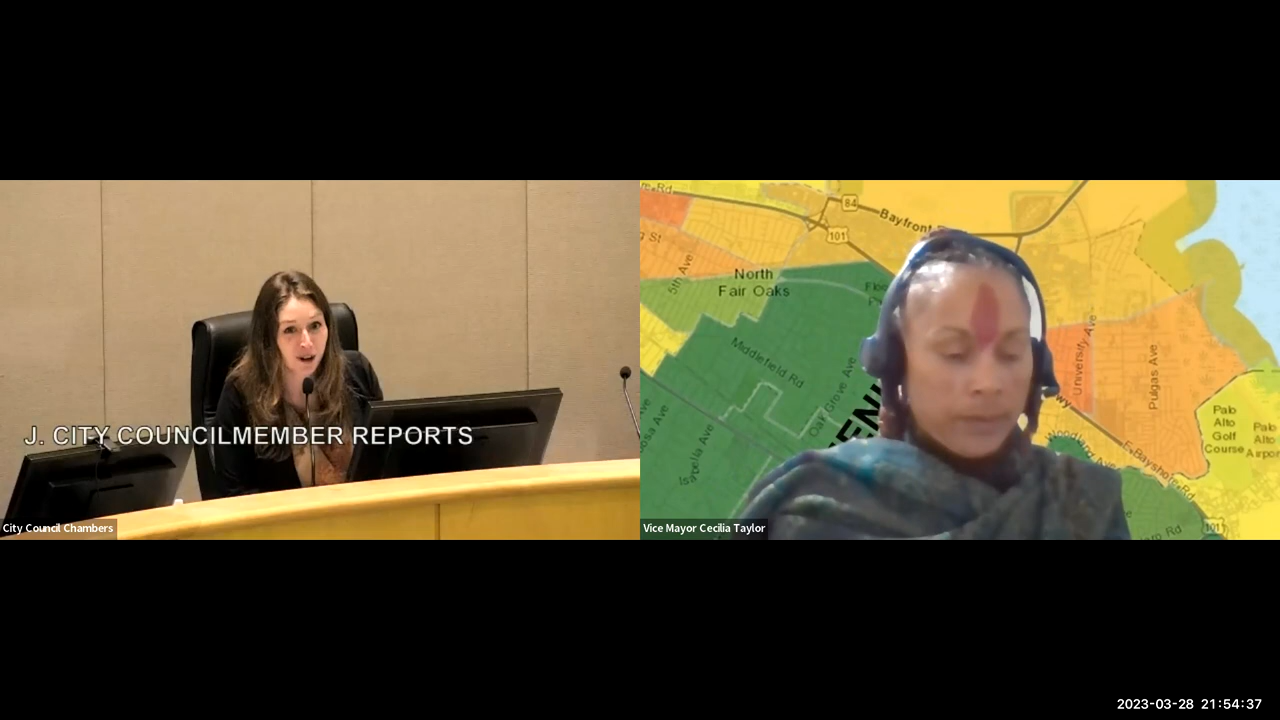 J. CITY COUNCILMEMBER REPORTS
City Council Chambers
84
Bayfront
101
5th Ave
North
Fair Oaks
Middlefield Rd
Oak Grove Ave
Isabella Ave
University Ave
Pulgas Ave
Palo
Alto
Golf
Course
Palo
Alto
Airport
E Bayshore Rd
101
Vice Mayor Cecilia Taylor
2023-03-28 21:54:37